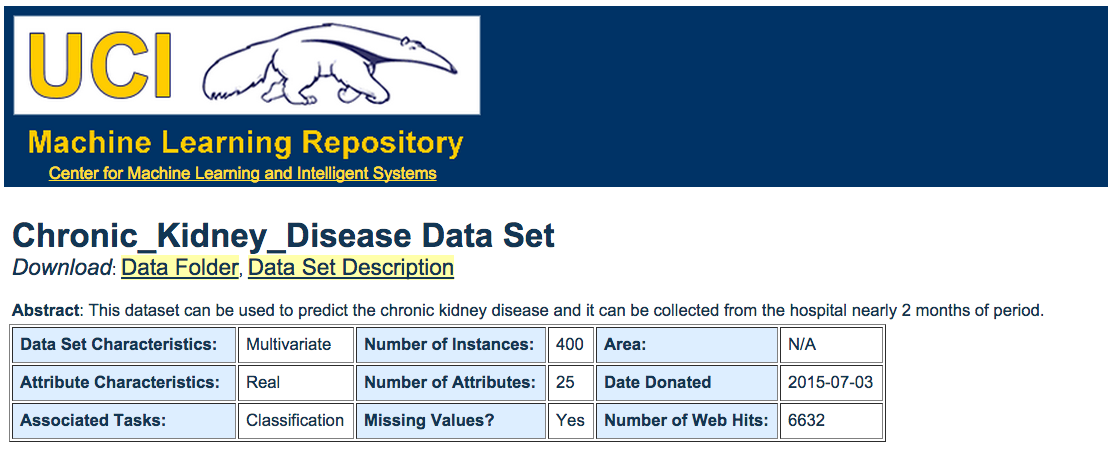 UCI
Machine Learning Repository
Center for Machine Learning and Intelligent Systems
Chronic_Kidney_Disease Data Set
Download: Data Folder, Data Set Description
Abstract: This dataset can be used to predict the chronic kidney disease and it can be collected from the hospital nearly 2 months of period.
Data Set Characteristics: Multivariate Number of Instances: 400 Area: N/A
Attribute Characteristics: Real Number of Attributes: 25 Date Donated 2015-07-03
Associated Tasks: Classification Missing Values? Yes Number of Web Hits: 6632